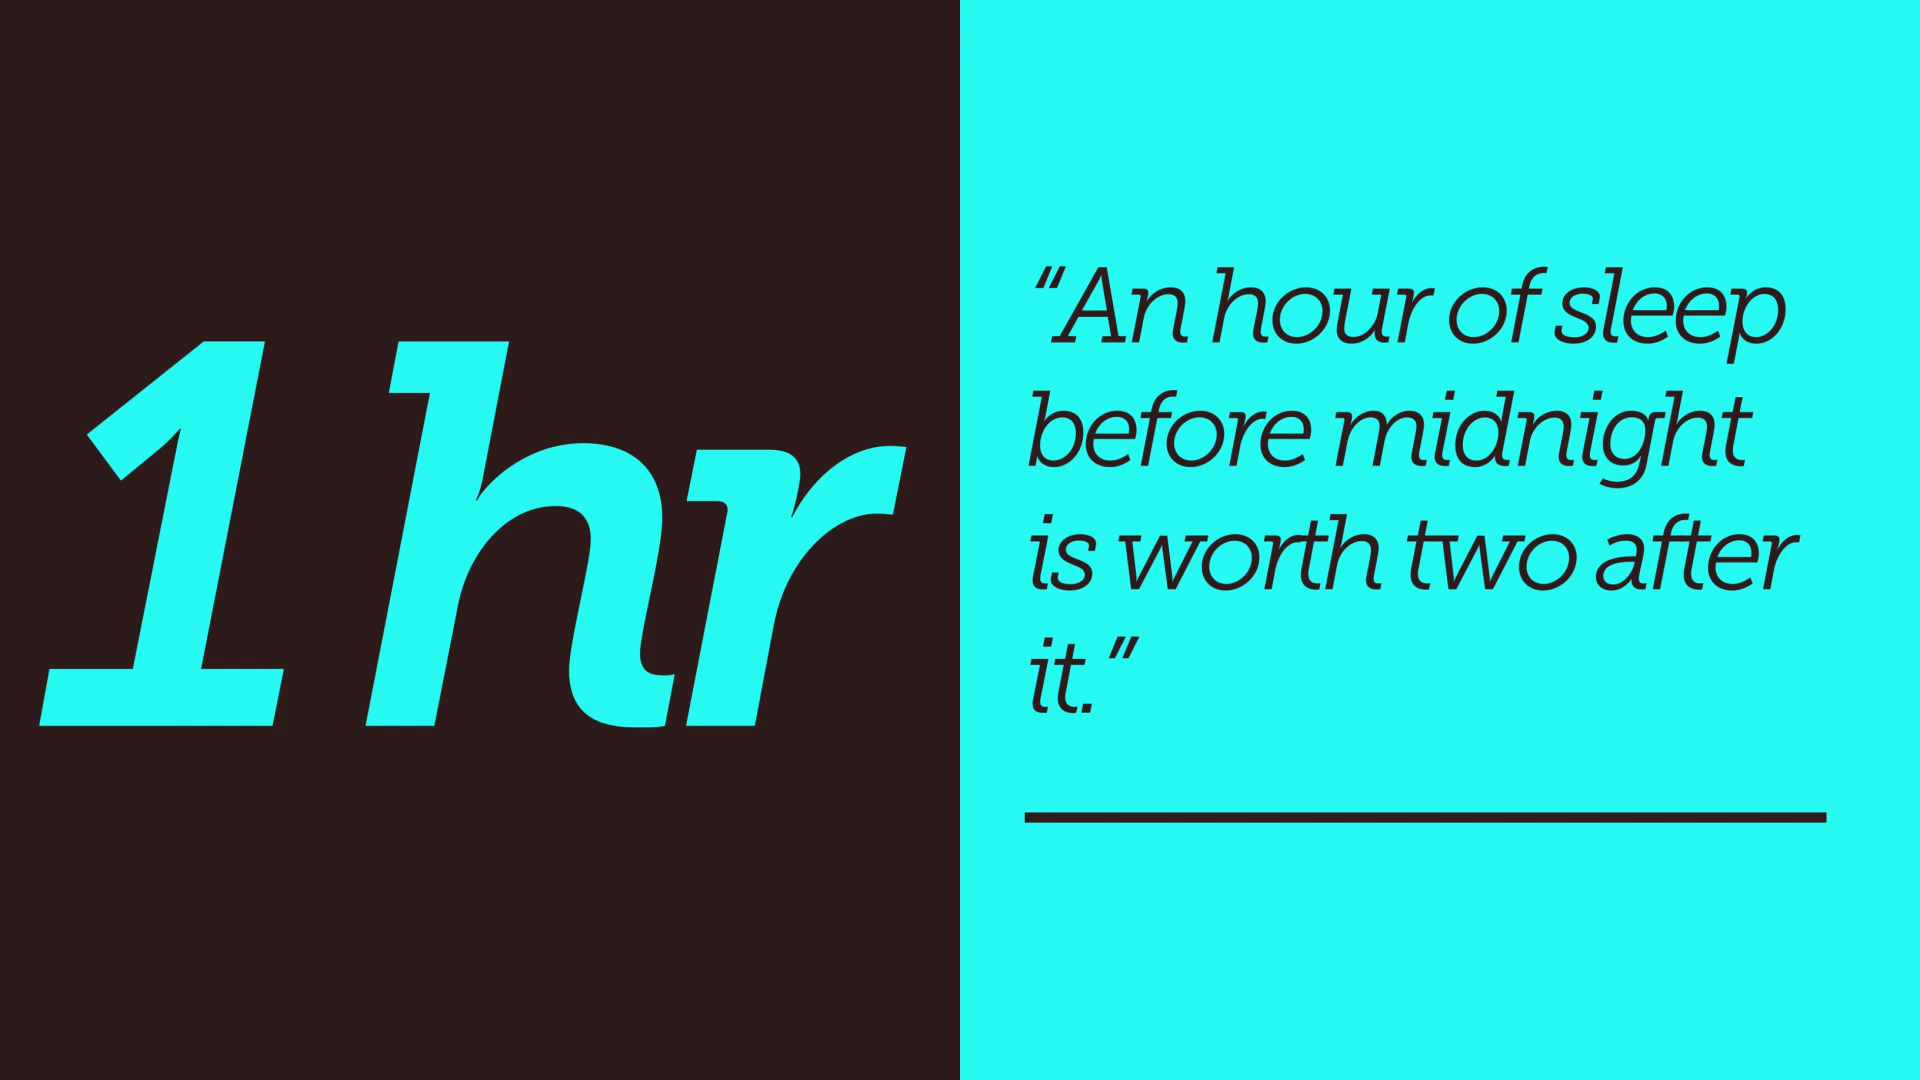 1 hr
“An hour of sleep
before midnight
is worth two after
it.”